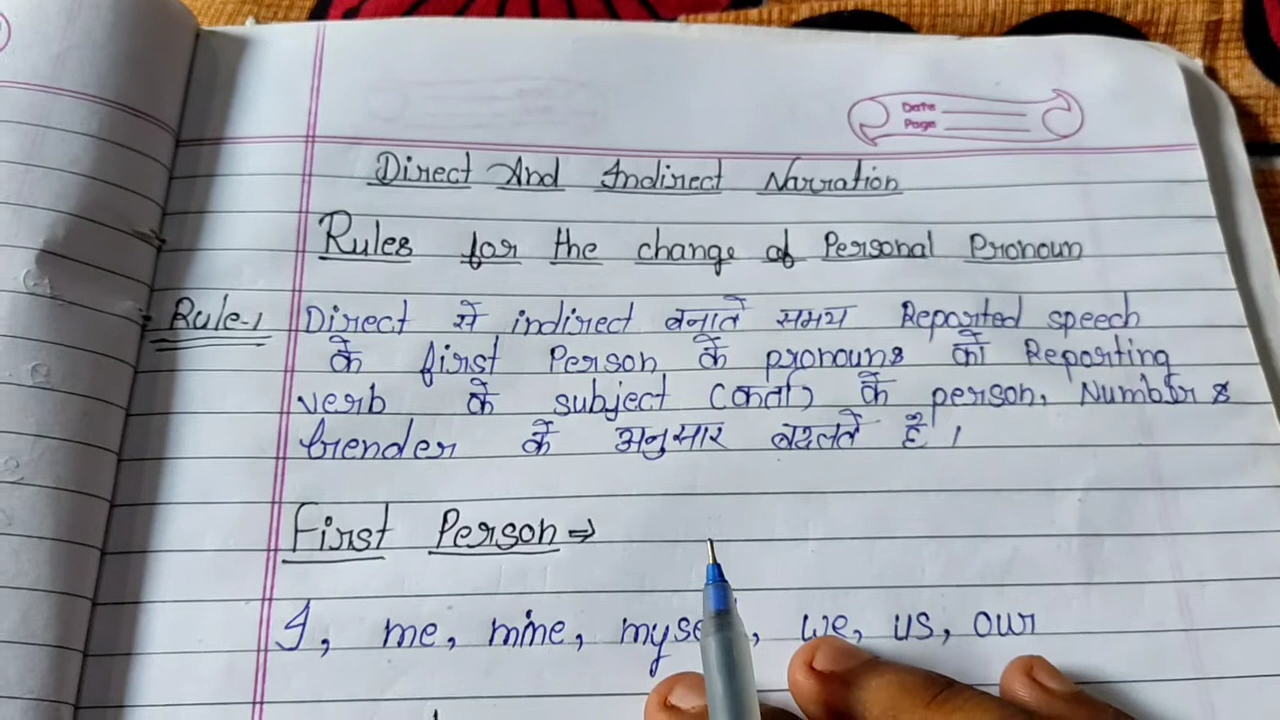 Date
Page
Direct And Indirect Narration
Rules for the change of Personal Pronoun
Rule-1 Direct से indirect बनाते समय Reported speech
के first Person के pronouns को Reporting
verb के subject (कर्ता) के person, Number &
Gender के अनुसार बदलते है।
First Person ⇒
I, me, mine, we, us, our